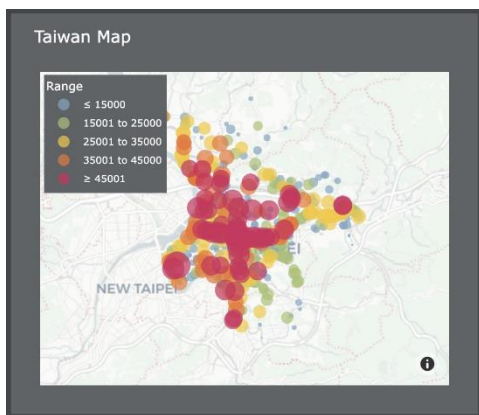 Taiwan Map
Range
≤ 15000
15001 to 25000
25001 to 35000
35001 to 45000
≥ 45001
NEW TAIPEI